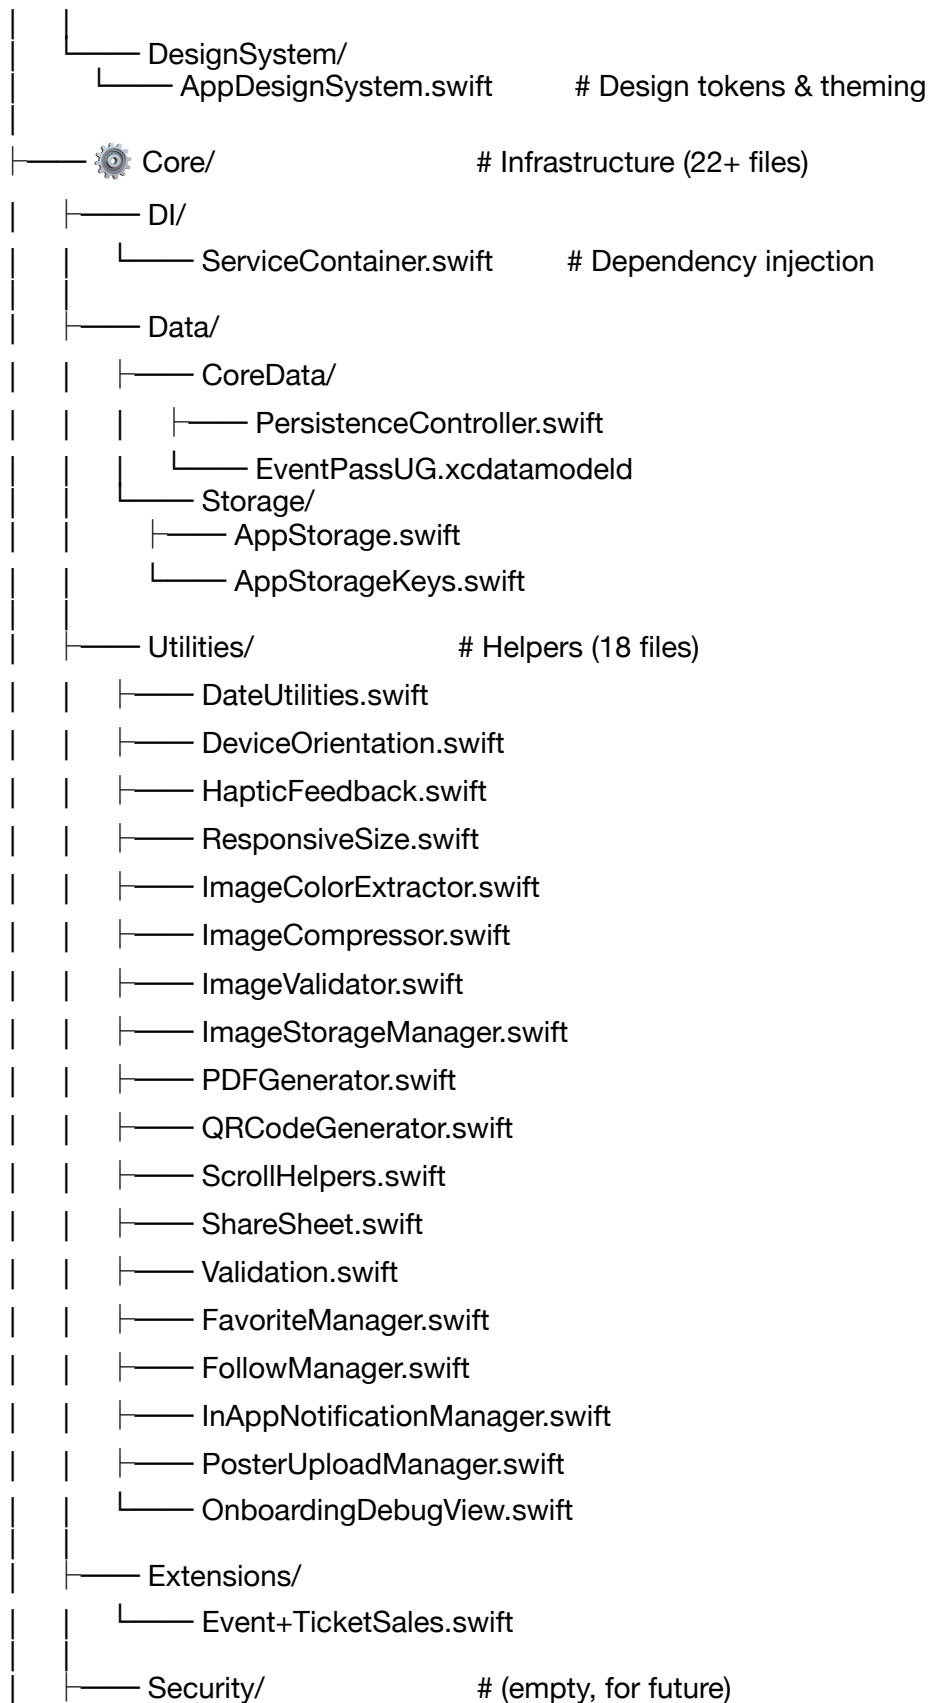 │   │
│   └── DesignSystem/
│       └── AppDesignSystem.swift # Design tokens & theming
│
├── ⚙️ Core/ # Infrastructure (22+ files)
│   ├── DI/
│   │   └── ServiceContainer.swift # Dependency injection
│   │
│   ├── Data/
│   │   ├── CoreData/
│   │   │   ├── PersistenceController.swift
│   │   │   └── EventPassUG.xcdatamodeld
│   │   └── Storage/
│   │       ├── AppStorage.swift
│   │       └── AppStorageKeys.swift
│   │
│   ├── Utilities/ # Helpers (18 files)
│   │   ├── DateUtilities.swift
│   │   ├── DeviceOrientation.swift
│   │   ├── HapticFeedback.swift
│   │   ├── ResponsiveSize.swift
│   │   ├── ImageColorExtractor.swift
│   │   ├── ImageCompressor.swift
│   │   ├── ImageValidator.swift
│   │   ├── ImageStorageManager.swift
│   │   ├── PDFGenerator.swift
│   │   ├── QRCodeGenerator.swift
│   │   ├── ScrollHelpers.swift
│   │   ├── ShareSheet.swift
│   │   ├── Validation.swift
│   │   ├── FavoriteManager.swift
│   │   ├── FollowManager.swift
│   │   ├── InAppNotificationManager.swift
│   │   ├── PosterUploadManager.swift
│   │   └── OnboardingDebugView.swift
│   │
│   ├── Extensions/
│   │   └── Event+TicketSales.swift
│   │
│   ├── Security/ # (empty, for future)